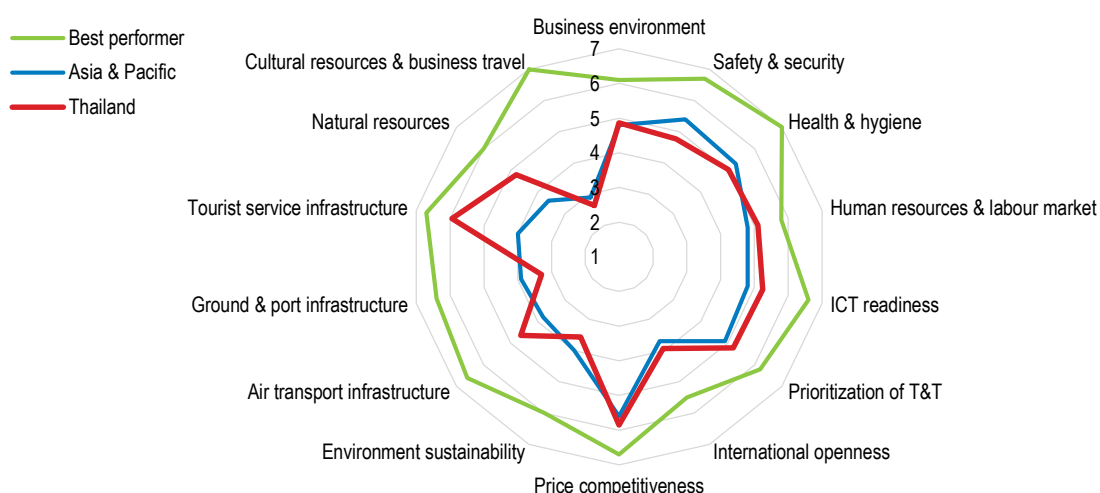 Best performer
Asia & Pacific
Thailand
Business environment
Safety & security
Health & hygiene
Human resources & labour market
ICT readiness
Prioritization of T&T
International openness
Price competitiveness
Environment sustainability
Air transport infrastructure
Ground & port infrastructure
Tourist service infrastructure
Natural resources
Cultural resources & business travel
7
6
5
4
3
2
1